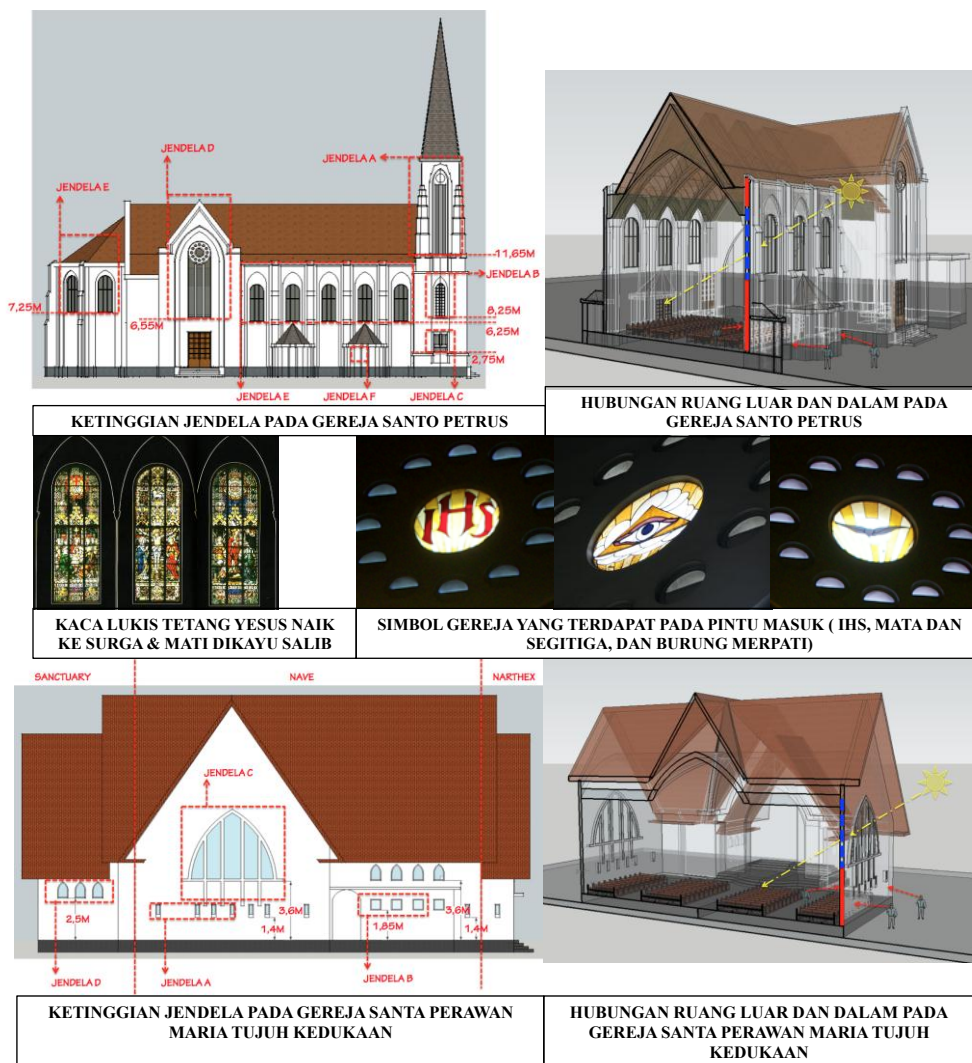 JENDELA D
JENDELA A
JENDELA E
11,65M
JENDELA B
7,25M
6,55M
8,25M
6,25M
2,75M
JENDELA E
JENDELA F
JENDELA C
KETINGGIAN JENDELA PADA GEREJA SANTO PETRUS
HUBUNGAN RUANG LUAR DAN DALAM PADA
GEREJA SANTO PETRUS
IHS
KACA LUKIS TETANG YESUS NAIK
KE SURGA & MATI DIKAYU SALIB
SIMBOL GEREJA YANG TERDAPAT PADA PINTU MASUK ( IHS, MATA DAN
SEGITIGA, DAN BURUNG MERPATI)
SANCTUARY
NAVE
NARTHEX
JENDELA C
2,5M
3,6M
1,4M
1,85M
3,6M
1,4M
JENDELA D
JENDELA A
JENDELA B
KETINGGIAN JENDELA PADA GEREJA SANTA PERAWAN
MARIA TUJUH KEDUKAAN
HUBUNGAN RUANG LUAR DAN DALAM PADA
GEREJA SANTA PERAWAN MARIA TUJUH
KEDUKAAN